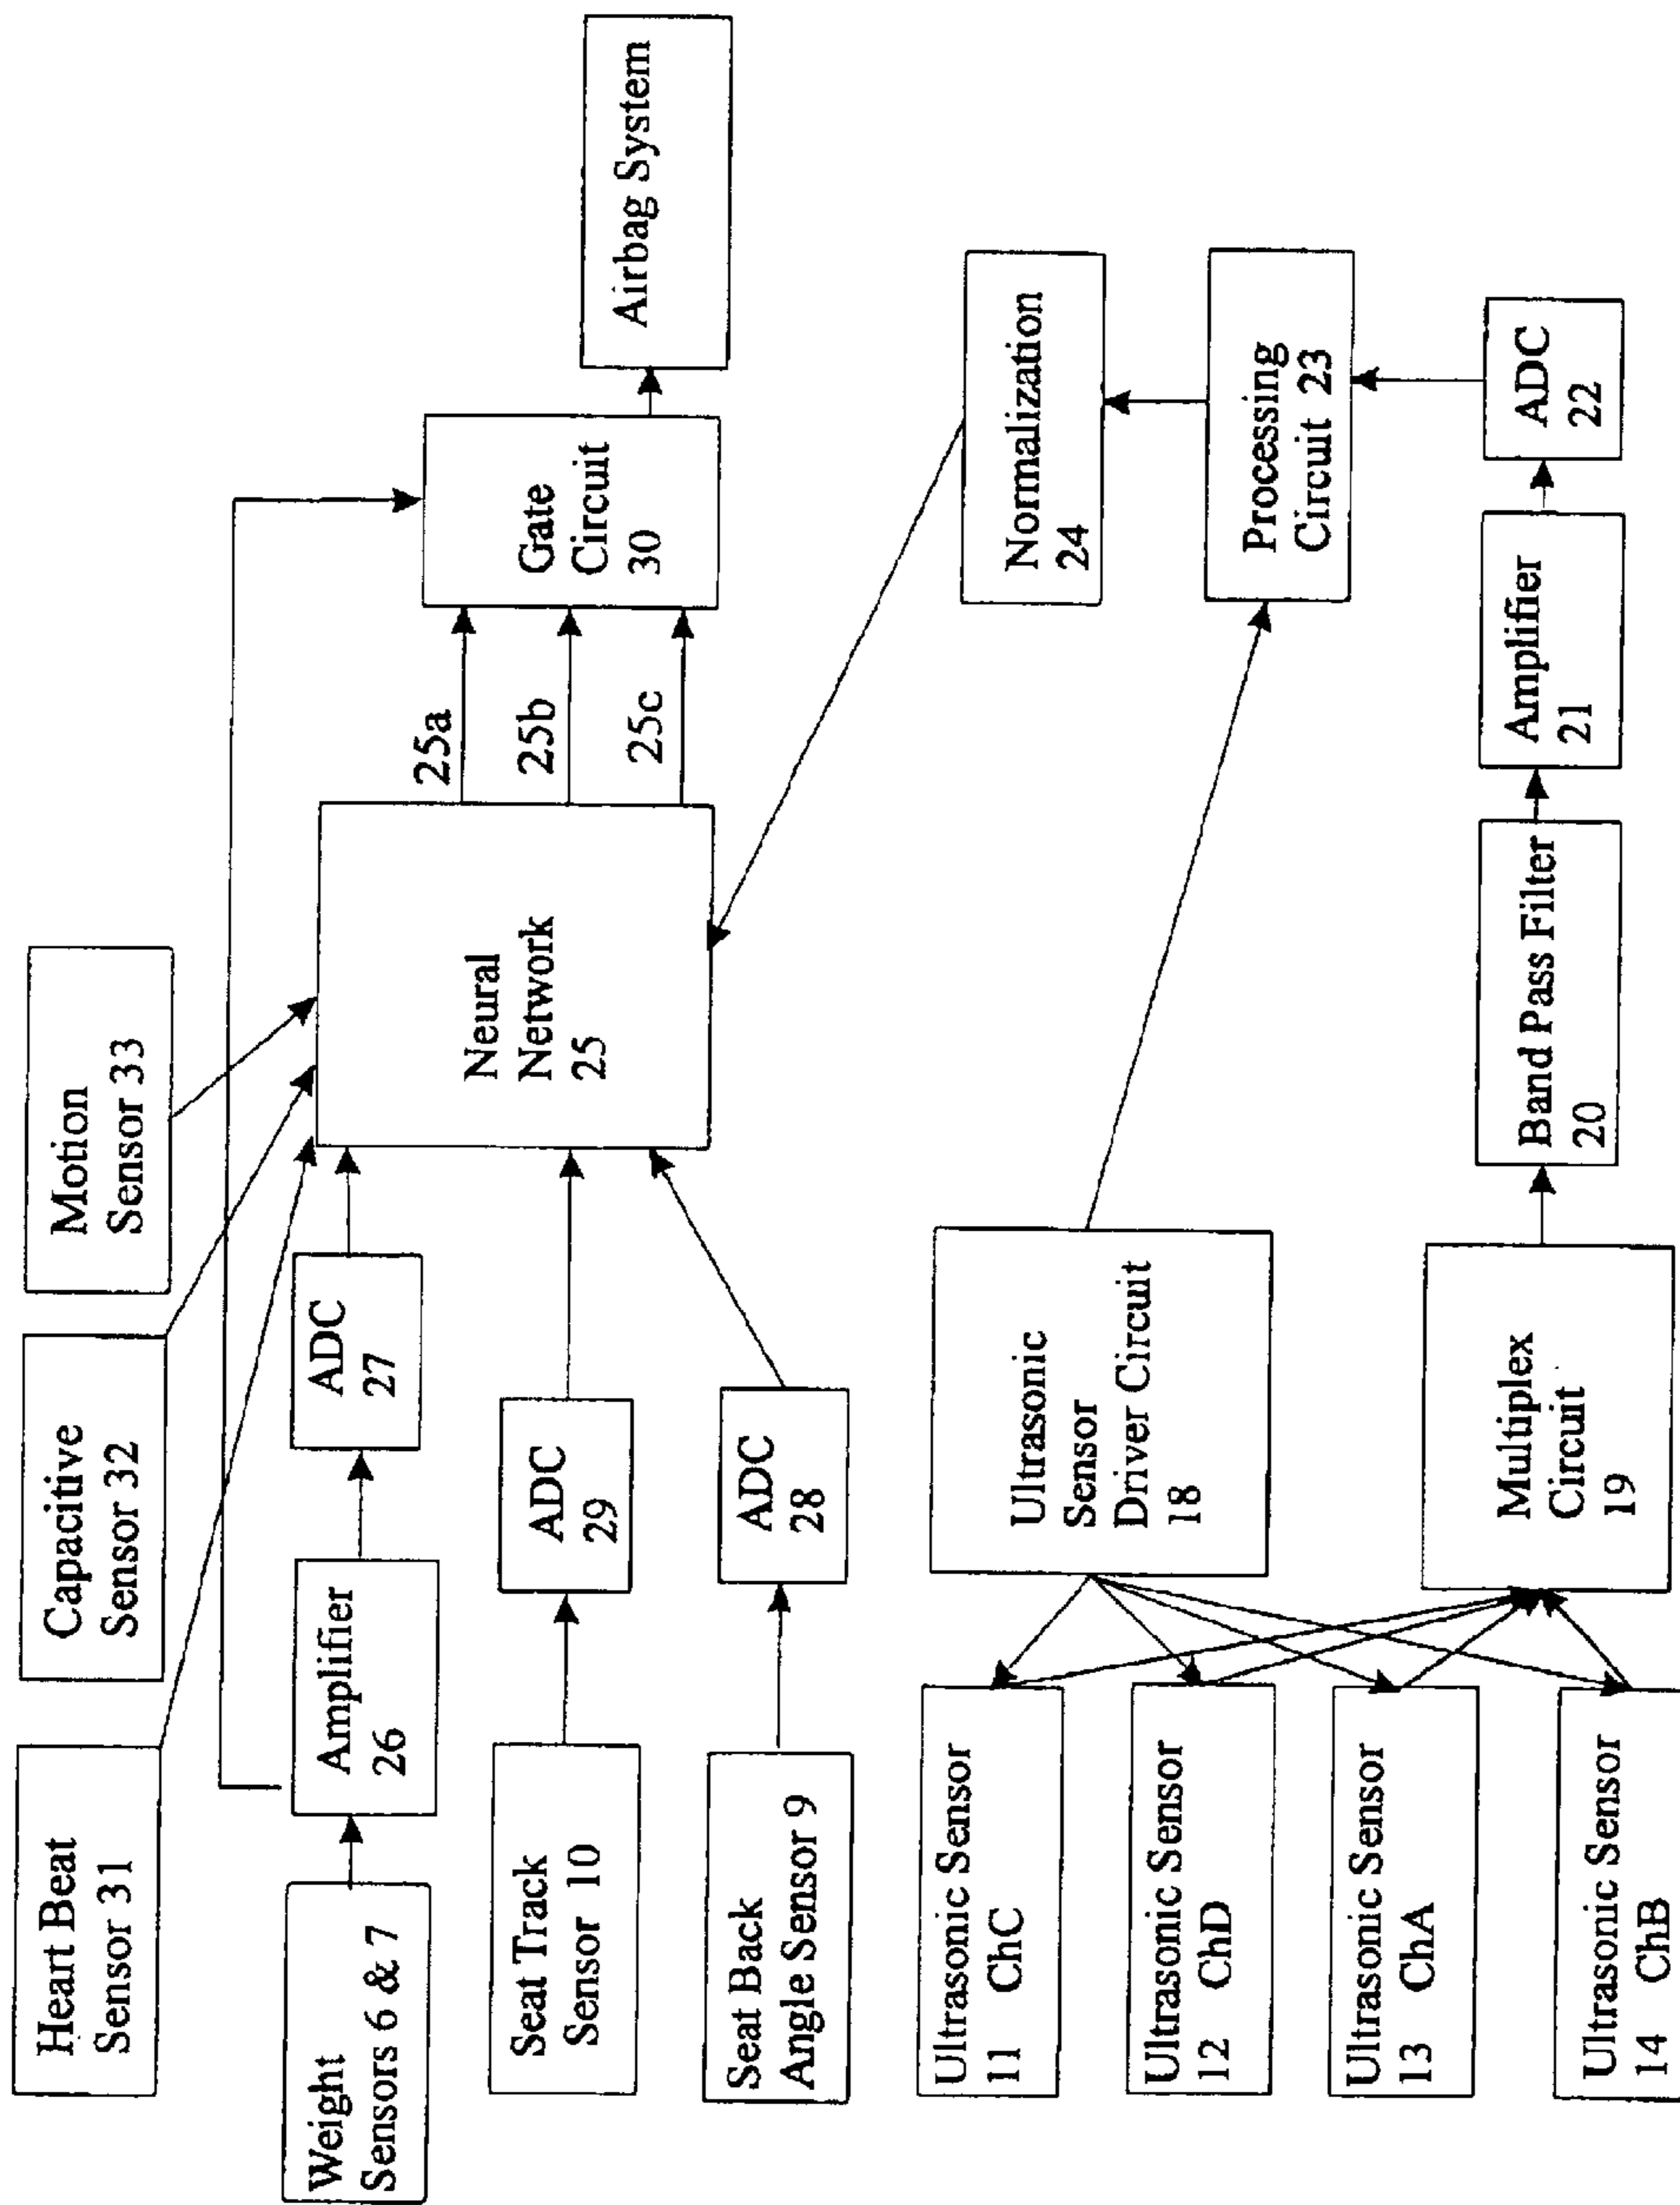 Heart Beat
Sensor 31
Capacitive
Sensor 32
Motion
Sensor 33
Weight
Sensors 6 & 7
Amplifier
26
ADC
27
Seat Track
Sensor 10
ADC
29
Seat Back
Angle Sensor 9
ADC
28
Neural
Network
25
25a
25b
25c
Gate
Circuit
30
Airbag System
Ultrasonic Sensor
11 ChC
Ultrasonic Sensor
12 ChD
Ultrasonic Sensor
13 ChA
Ultrasonic Sensor
14 ChB
Ultrasonic
Sensor
Driver Circuit
18
Multiplex
Circuit
19
Band Pass Filter
20
Amplifier
21
ADC
22
Processing
Circuit 23
Normalization
24